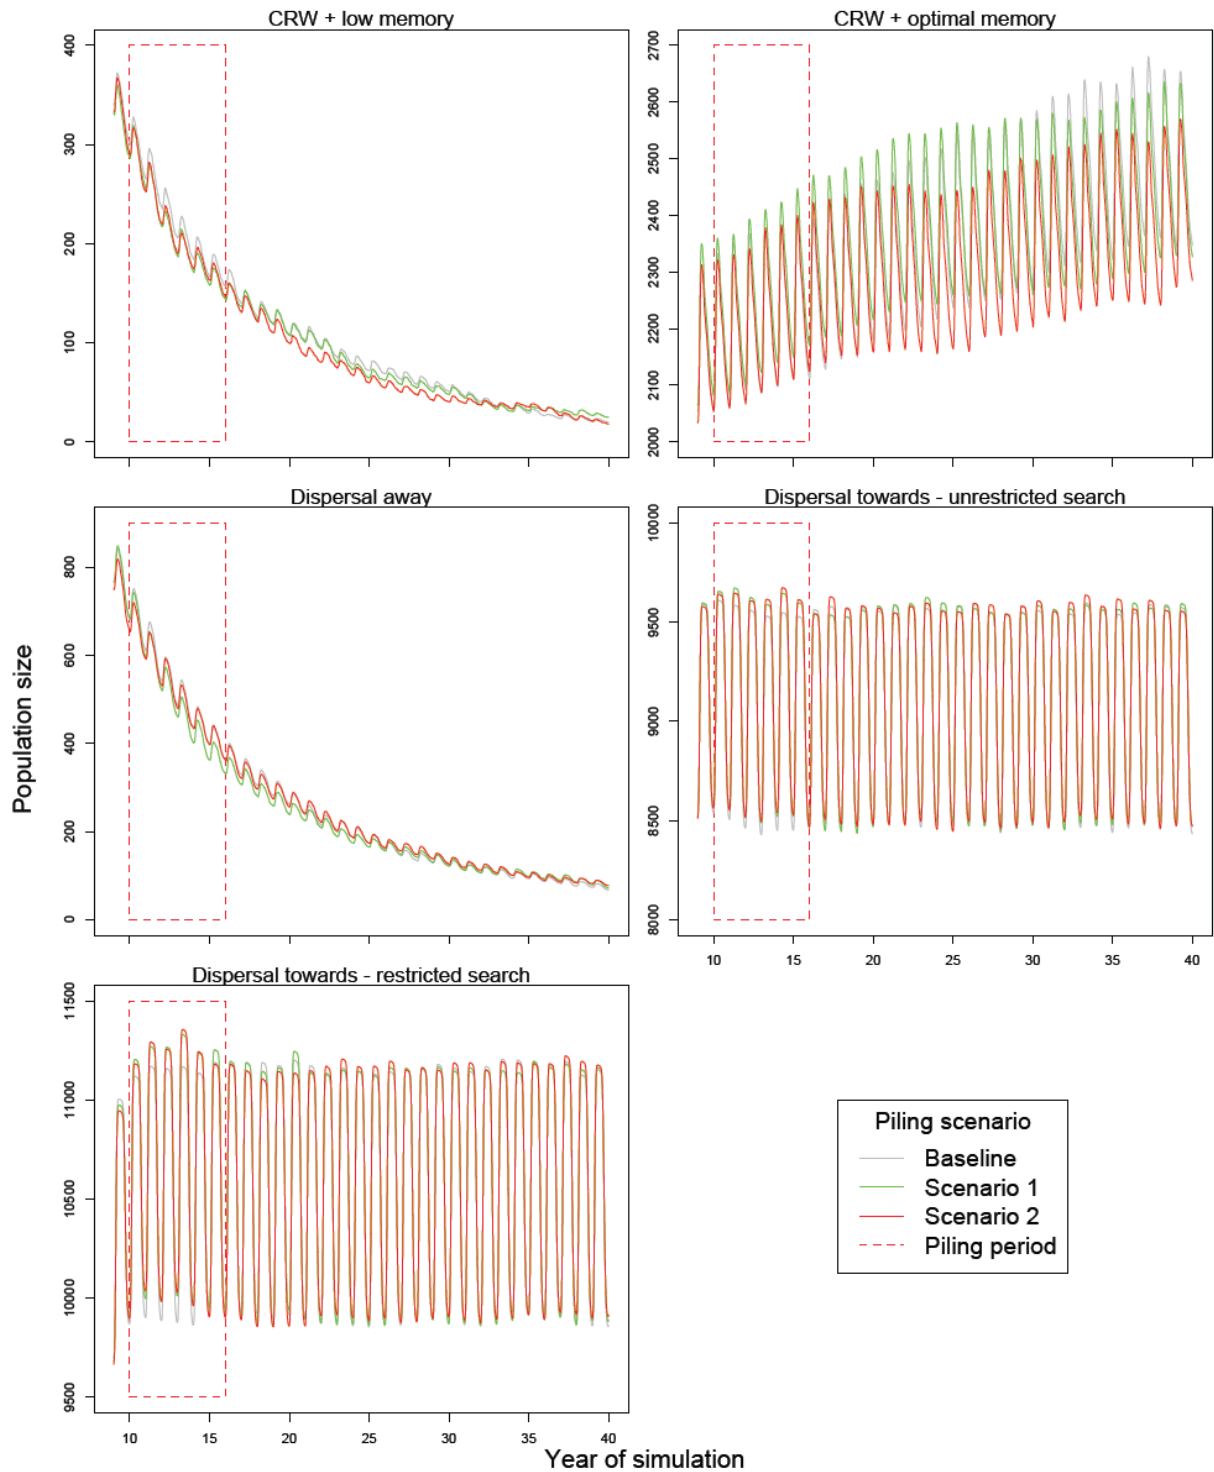 CRW + low memory
CRW + optimal memory
400
300
200
100
0
2700
2600
2500
2400
2300
2200
2100
2000
Dispersal away
Dispersal towards - unrestricted search
800
600
400
200
0
10000
9500
9000
8500
8000
10 15 20 25 30 35 40
Population size
Dispersal towards - restricted search
11500
11000
10500
10000
9500
10 15 20 25 30 35 40
Year of simulation
Piling scenario
Baseline
Scenario 1
Scenario 2
Piling period